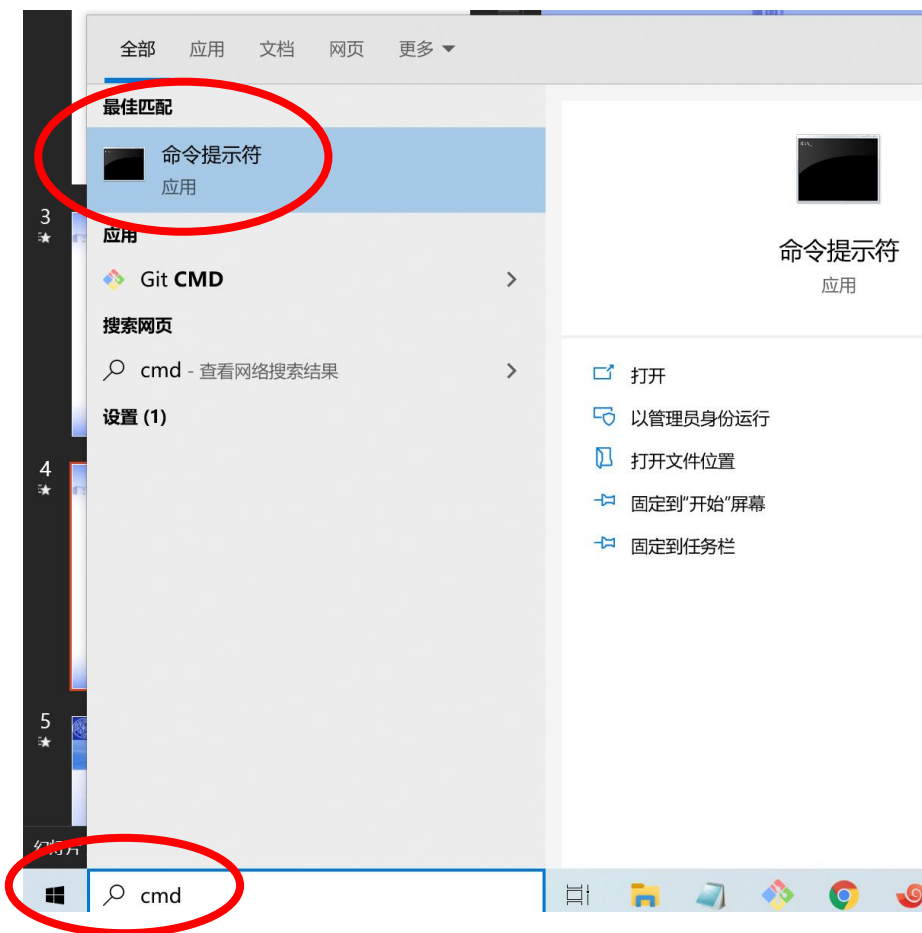 全部 应用 文档 网页 更多
最佳匹配
命令提示符
应用
应用
Git CMD
搜索网页
cmd - 查看网络搜索结果
设置 (1)
命令提示符
应用
打开
以管理员身份运行
打开文件位置
固定到"开始"屏幕
固定到任务栏
3
4
5
幻灯片
cmd